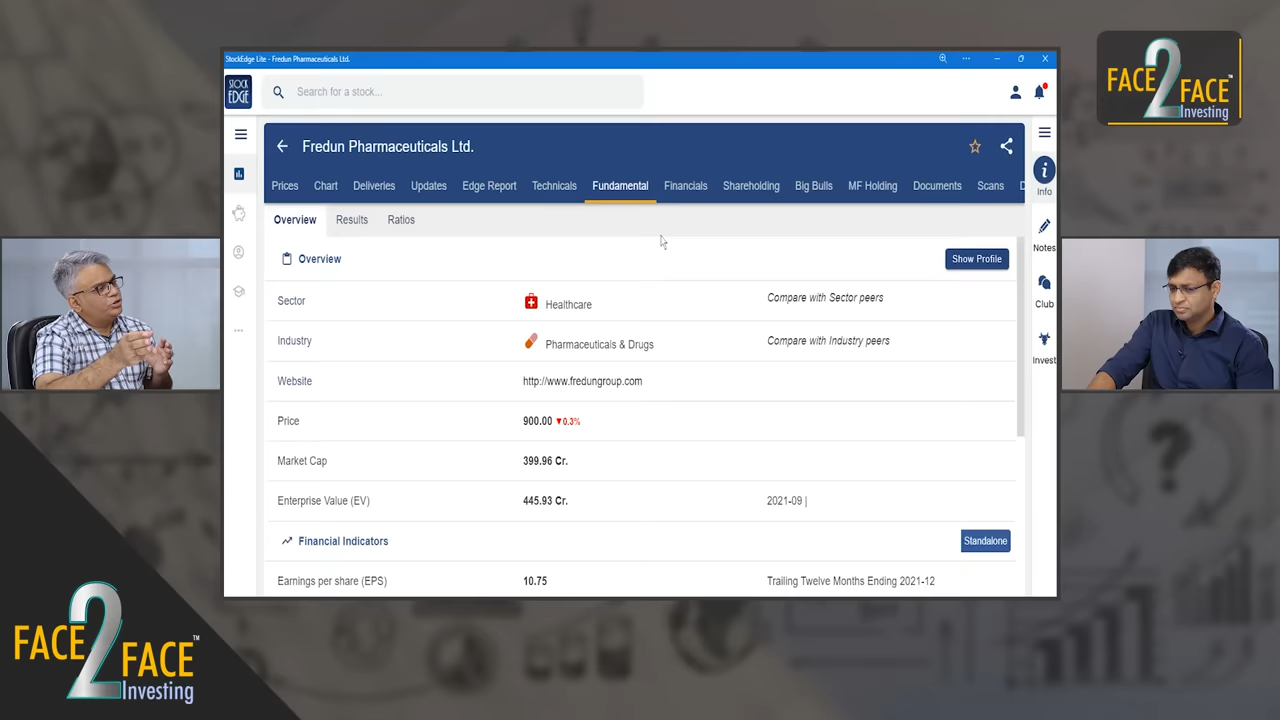 StockEdge Lite - Fredun Pharmaceuticals Ltd.
STOCK
EDGE
Search for a stock...
FACE
2
FACE™
Investing
Fredun Pharmaceuticals Ltd.
Prices Chart Deliveries Updates Edge Report Technicals Fundamental Financials Shareholding Big Bulls MF Holding Documents Scans D
Info
Overview Results Ratios
Notes
Overview
Show Profile
Sector Healthcare Compare with Sector peers
Club
Industry Pharmaceuticals & Drugs Compare with Industry peers
Invest
Website http://www.fredungroup.com
Price 900.00 ▼0.3%
Market Cap 399.96 Cr.
Enterprise Value (EV) 445.93 Cr. 2021-09 |
Financial Indicators Standalone
Earnings per share (EPS) 10.75 Trailing Twelve Months Ending 2021-12
FACE
2
FACE™
Investing